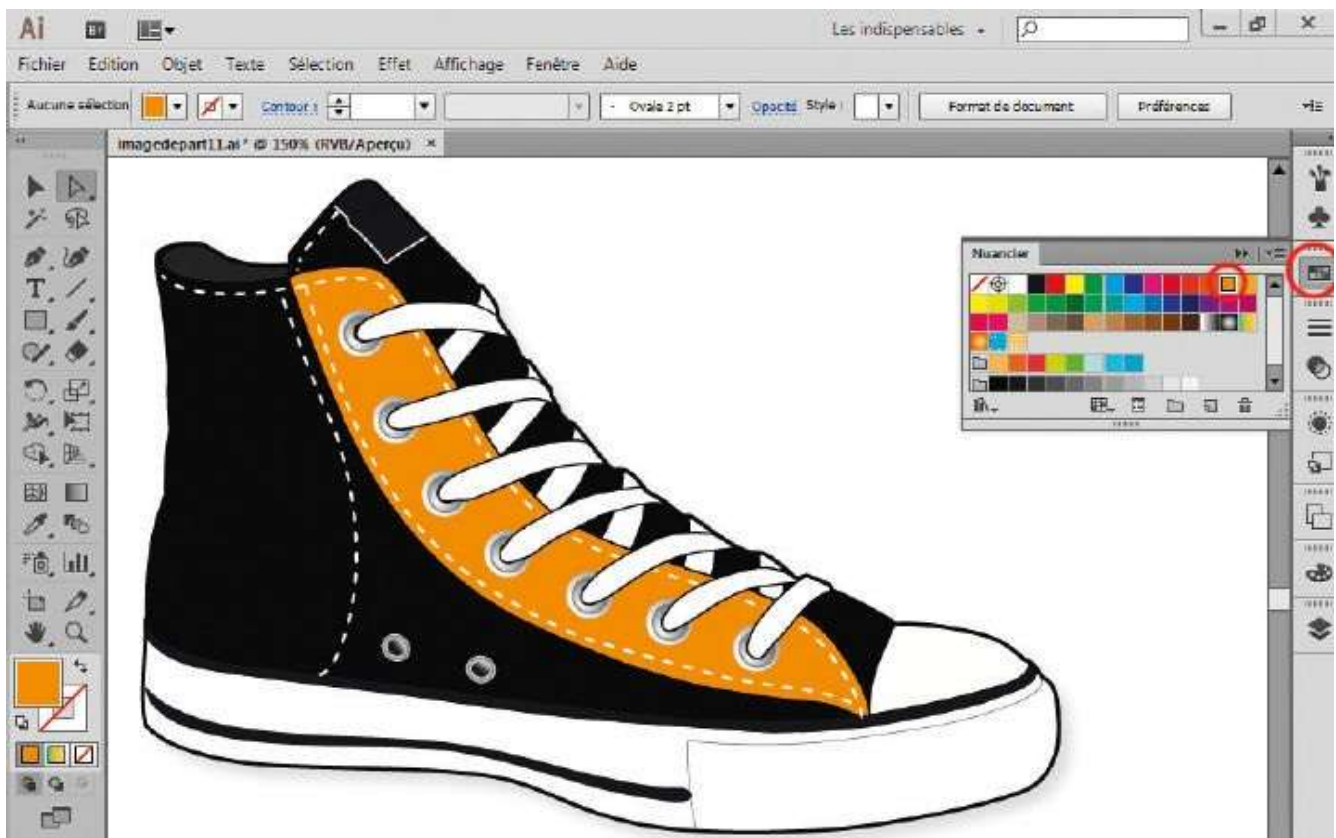 Ai Br Les indispensables
Fichier Edition Objet Texte Sélection Effet Affichage Fenêtre Aide
Aucune sélection Contour : Ovale 2 pt Opacité Style : Format de document Préférences
imagedepart11.ai* @ 150% (RVB/Aperçu) ×
Nuancier
T